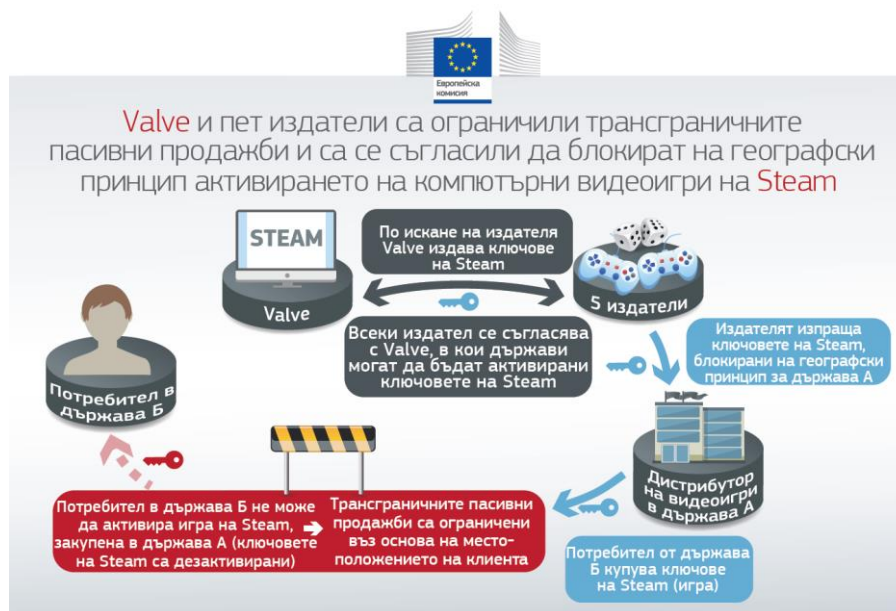 Европейска
комисия
Valve и пет издатели са ограничили трансграничните
пасивни продажби и са се съгласили да блокират на географски
принцип активирането на компютърни видеоигри на Steam
STEAM
Valve
По искане на издателя
Valve издава ключове
на Steam
5 издатели
Всеки издател се съгласява
с Valve, в кои държави
могат да бъдат активирани
ключовете на Steam
Издателят изпраща
ключовете на Steam,
блокирани на географски
принцип за държава А
Потребител в
държава Б
Дистрибутор
на видеоигри
в държава А
Потребител в държава Б не може
да активира игра на Steam,
закупена в държава А (ключовете
на Steam са дезактивирани)
Трансграничните пасивни
продажби са ограничени
въз основа на место-
положението на клиента
Потребител от държава
Б купува ключове
на Steam (игра)